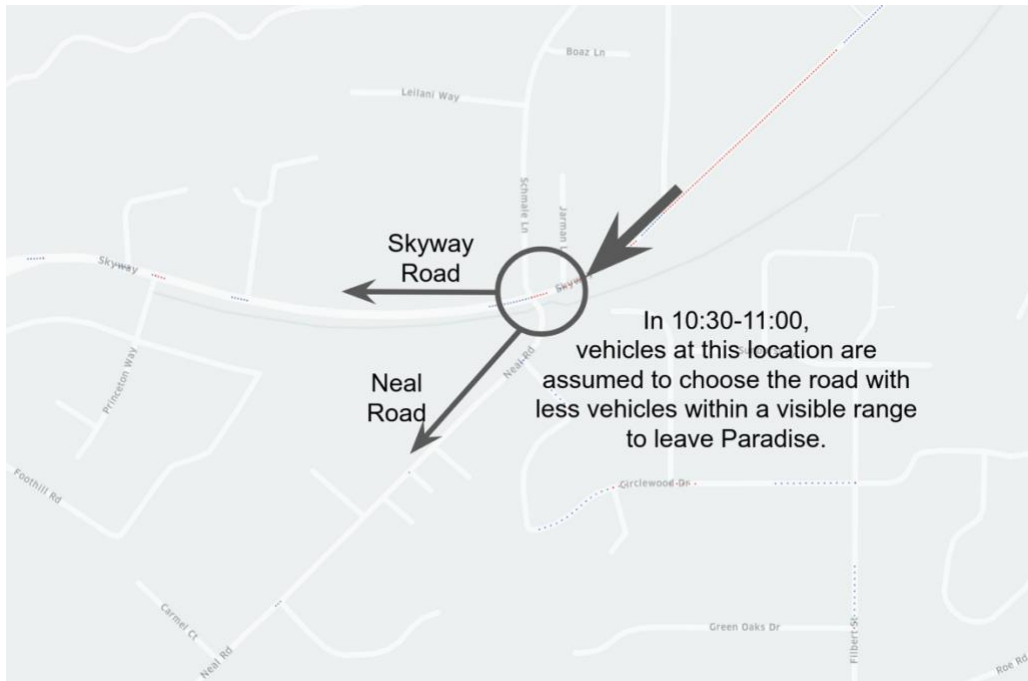 Boaz Ln
Leilani Way
Schmale Ln
Jarman L
Skyway
Road
Skyway
Skyw
In 10:30-11:00,
vehicles at this location are
assumed to choose the road with
less vehicles within a visible range
to leave Paradise.
Neal Rd
Princeton Way
Neal
Road
Foothill Rd
Circlewood Dr
Carmel Ct
Neal Rd
Green Oaks Dr
Filbert St
Roe Rd